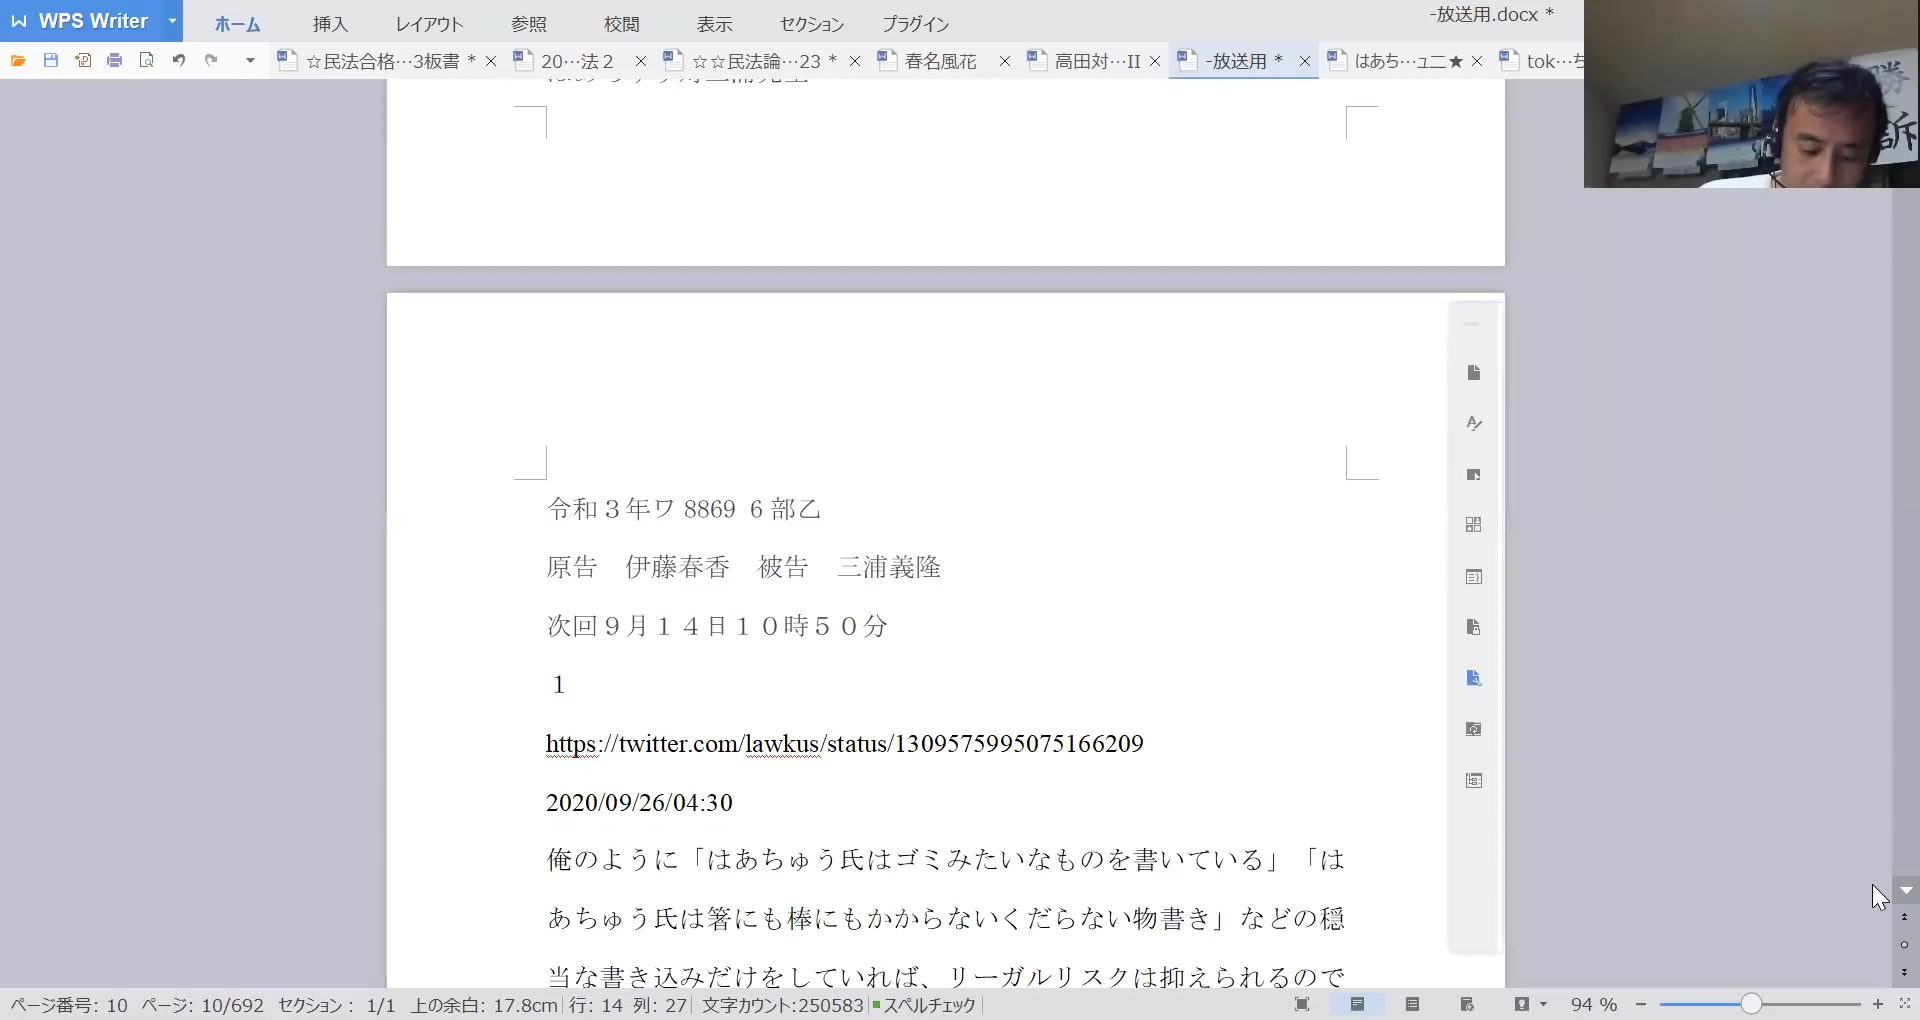 WPS Writer
ホーム 挿入 レイアウト 参照 校閲 表示 セクション プラグイン
-放送用.docx *
☆民法合格…3板書 *
20…法２
☆☆民法論…23 *
春名風花
高田対…II
-放送用 *
はあち…ュ二★
tok…ち
勝
訴
令和３年ワ 8869 ６部乙
原告　伊藤春香　被告　三浦義隆
次回９月１４日１０時５０分
１
https://twitter.com/lawkus/status/1309575995075166209
2020/09/26/04:30
俺のように「はあちゅう氏はゴミみたいなものを書いている」「は
あちゅう氏は箸にも棒にもかからないくだらない物書き」などの穏
当な書き込みだけをしていれば、リーガルリスクは抑えられるので
ページ番号: 10 ページ: 10/692 セクション： 1/1 上の余白: 17.8cm 行: 14 列: 27 文字カウント:250583 スペルチェック
94 %